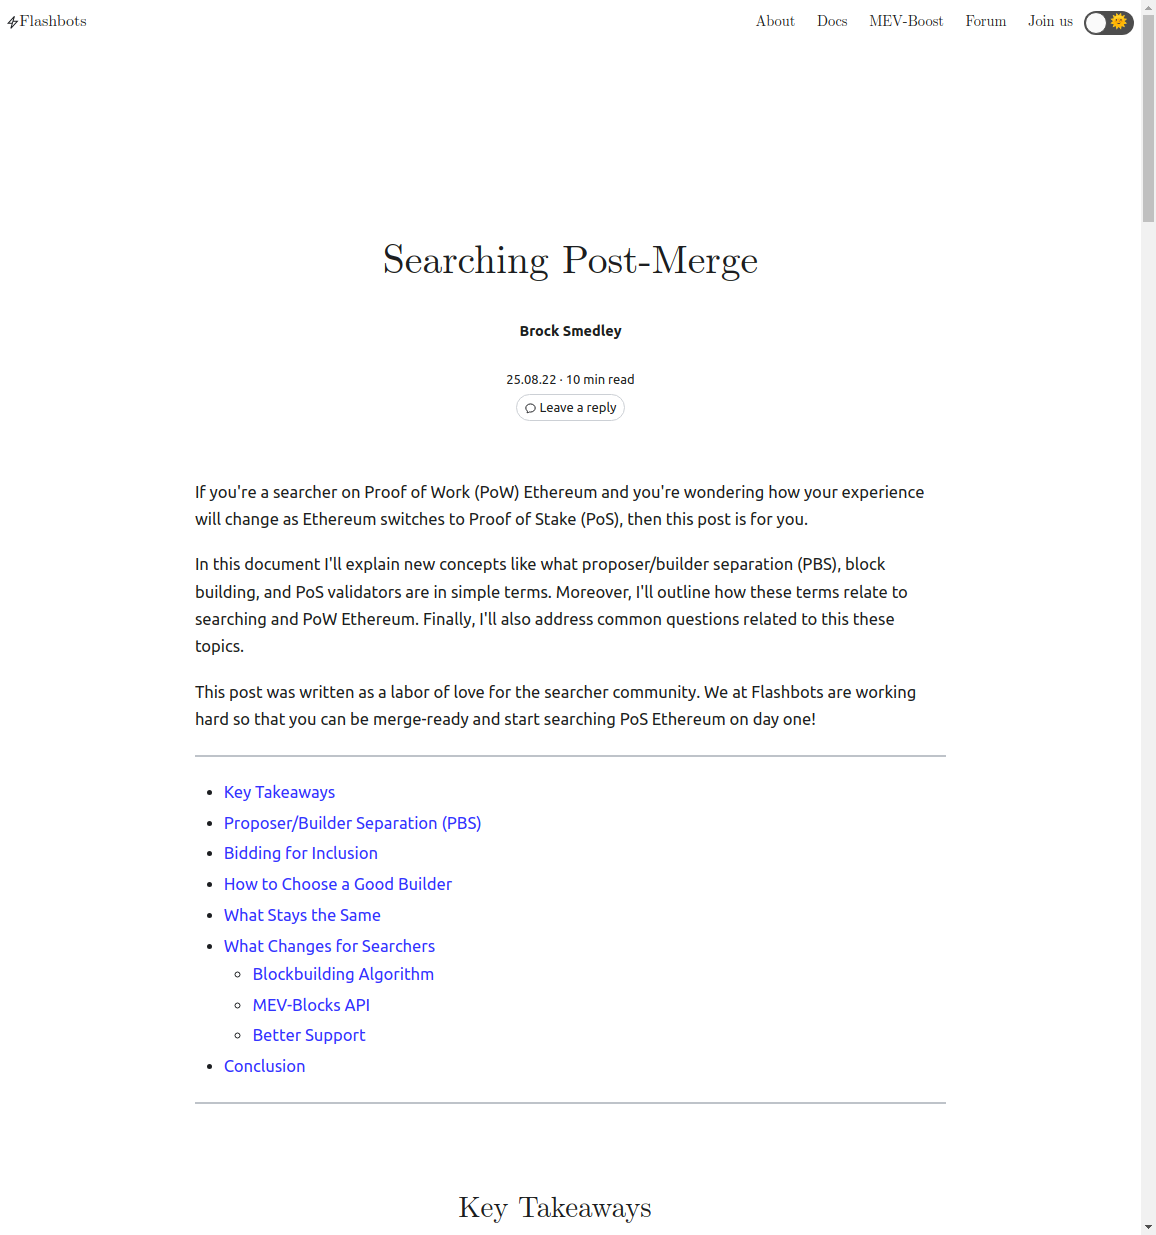 Flashbots
About
Docs
MEV-Boost
Forum
Join us
Searching Post-Merge
Brock Smedley
25.08.22 · 10 min read
Leave a reply
If you're a searcher on Proof of Work (PoW) Ethereum and you're wondering how your experience
will change as Ethereum switches to Proof of Stake (PoS), then this post is for you.
In this document I'll explain new concepts like what proposer/builder separation (PBS), block
building, and PoS validators are in simple terms. Moreover, I'll outline how these terms relate to
searching and PoW Ethereum. Finally, I'll also address common questions related to this these
topics.
This post was written as a labor of love for the searcher community. We at Flashbots are working
hard so that you can be merge-ready and start searching PoS Ethereum on day one!
Key Takeaways
Proposer/Builder Separation (PBS)
Bidding for Inclusion
How to Choose a Good Builder
What Stays the Same
What Changes for Searchers
Blockbuilding Algorithm
MEV-Blocks API
Better Support
Conclusion
Key Takeaways